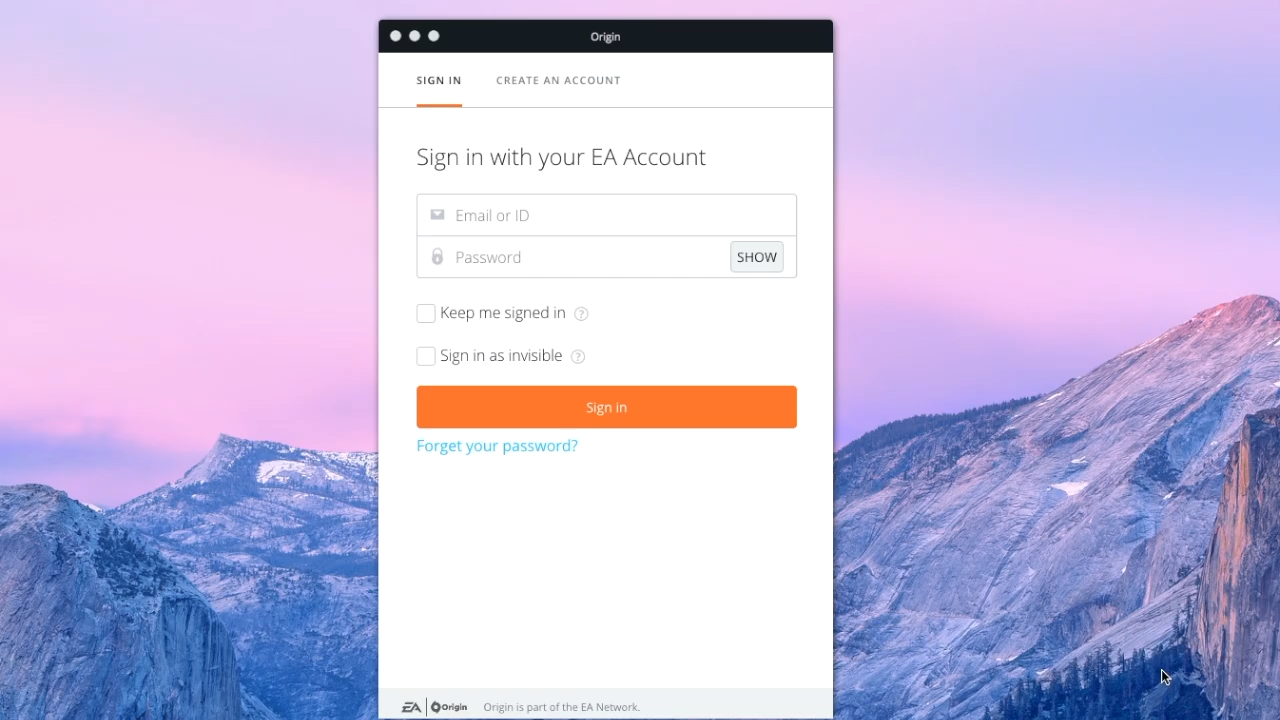 Origin
SIGN IN CREATE AN ACCOUNT
Sign in with your EA Account
Email or ID
Password SHOW
Keep me signed in ?
Sign in as invisible ?
Sign in
Forget your password?
EA Origin Origin is part of the EA Network.